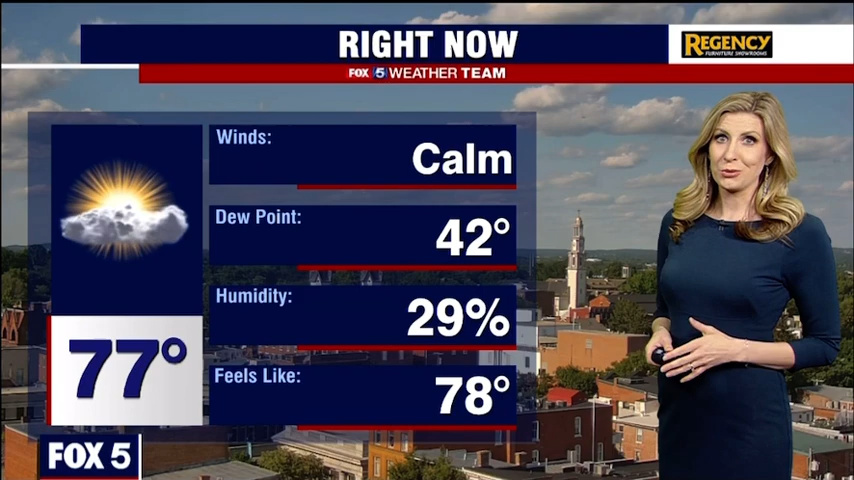 RIGHT NOW
REGENCY
FURNITURE SHOWROOMS
FOX 5 WEATHER TEAM
Winds:
Calm
Dew Point:
42°
Humidity:
29%
77°
Feels Like:
78°
FOX 5